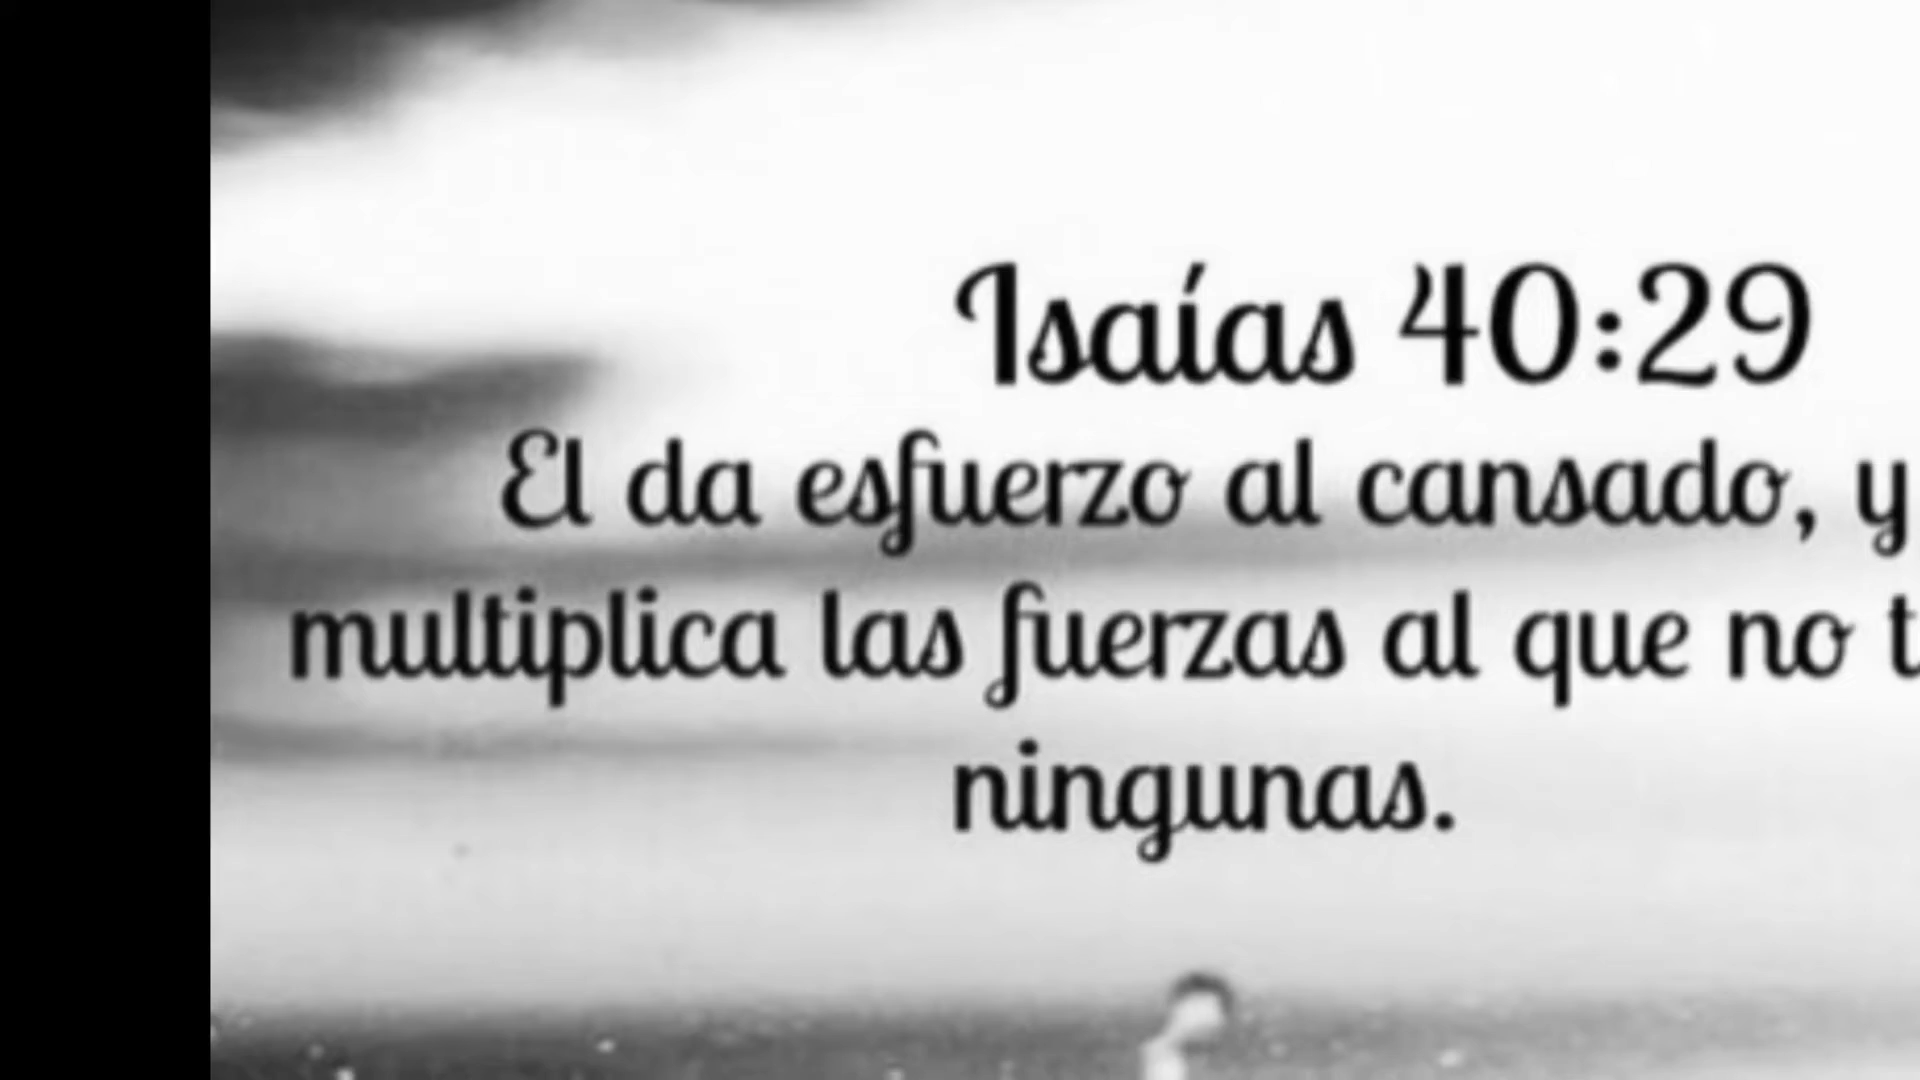 Isaías 40:29
El da esfuerzo al cansado, y
multiplica las fuerzas al que no t
ningunas.